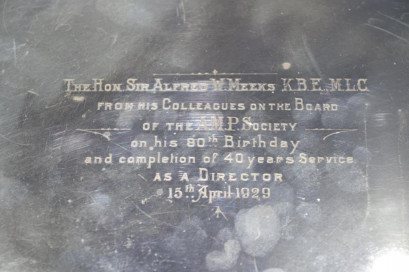 The Hon. Sir Alfred W. Meeks, K.B.E., M.L.C.
from his Colleagues on the Board
of the A.M.P. Society
on his 80th Birthday
and completion of 40 years Service
as a Director
15th April 1929